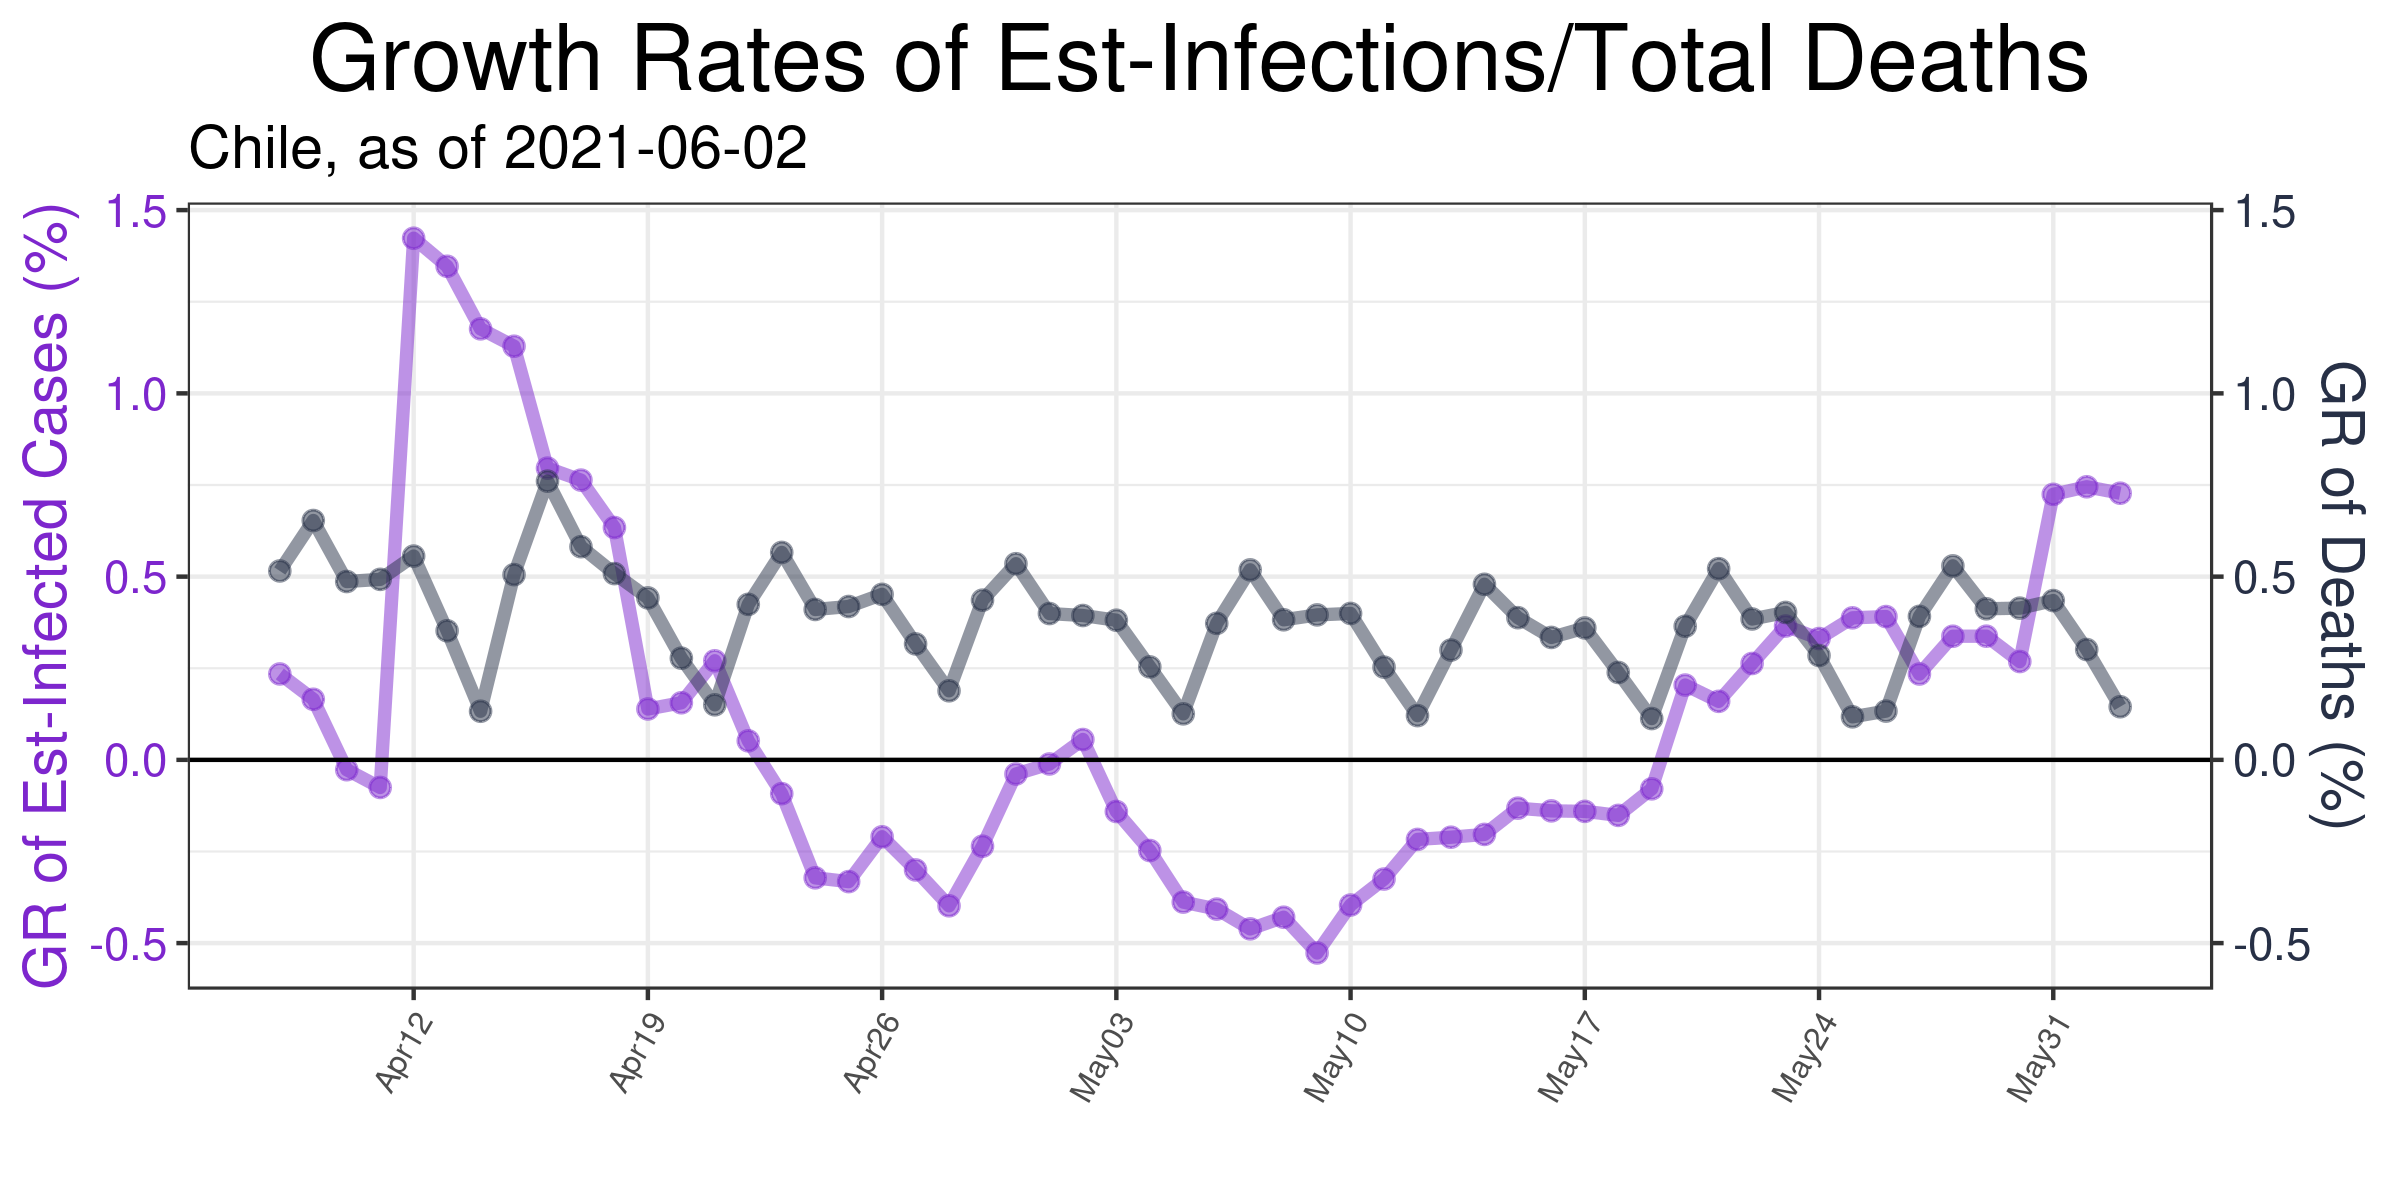 Growth Rates of Est-Infections/Total Deaths
Chile, as of 2021-06-02
GR of Est-Infected Cases (%)
1.5
1.0
0.5
0.0
-0.5
1.5
1.0
0.5
0.0
-0.5
GR of Deaths (%)
Apr12
Apr19
Apr26
May03
May10
May17
May24
May31